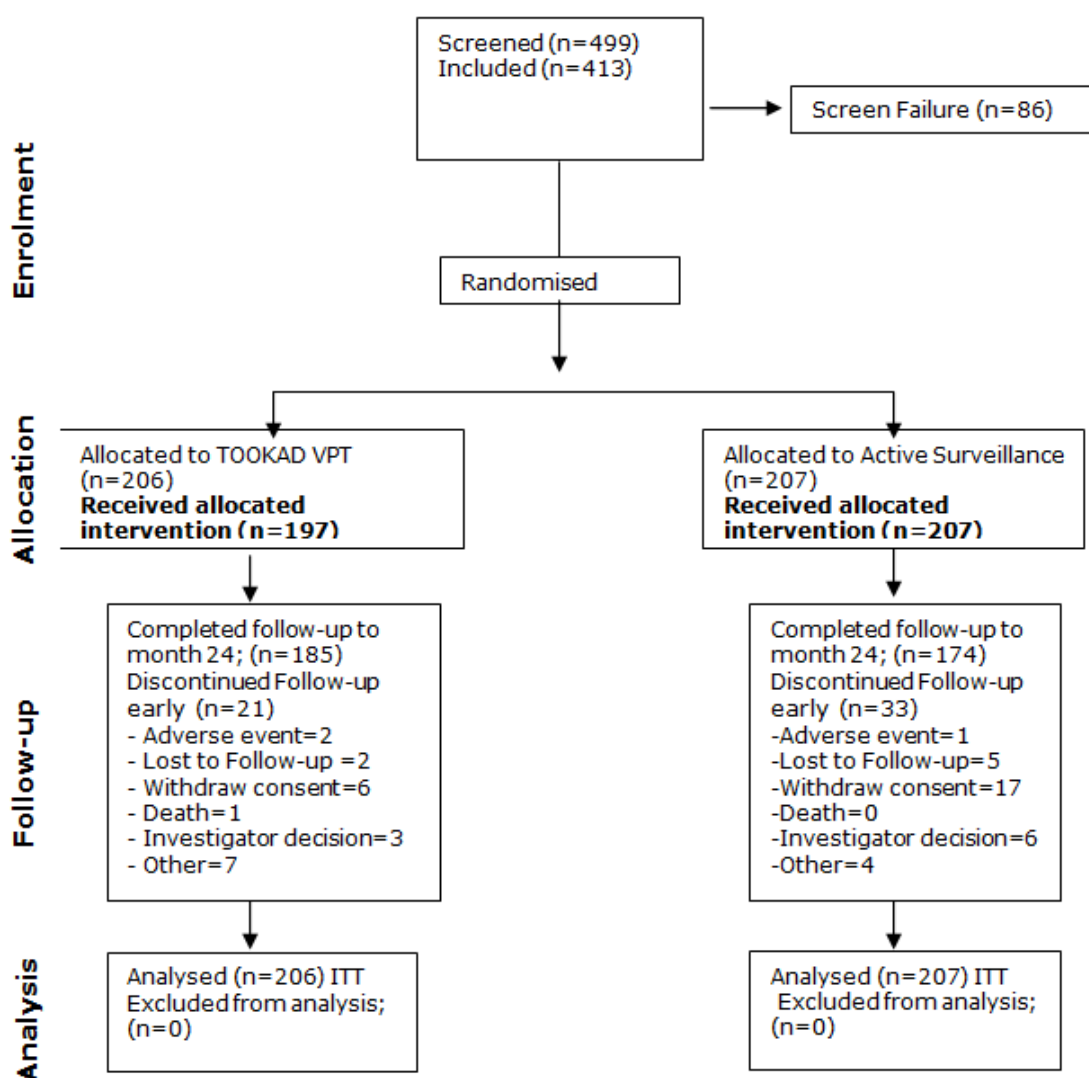 Screened (n=499)
Included (n=413)
Screen Failure (n=86)
Enrolment
Randomised
Allocation
Allocated to TOOKAD VPT
(n=206)
Received allocated
intervention (n=197)
Allocated to Active Surveillance
(n=207)
Received allocated
intervention (n=207)
Follow-up
Completed follow-up to
month 24; (n=185)
Discontinued Follow-up
early (n=21)
- Adverse event=2
- Lost to Follow-up =2
- Withdraw consent=6
- Death=1
- Investigator decision=3
- Other=7
Completed follow-up to
month 24; (n=174)
Discontinued Follow-up
early (n=33)
-Adverse event=1
-Lost to Follow-up=5
-Withdraw consent=17
-Death=0
-Investigator decision=6
-Other=4
Analysis
Analysed (n=206) ITT
Excluded from analysis;
(n=0)
Analysed (n=207) ITT
Excluded from analysis;
(n=0)